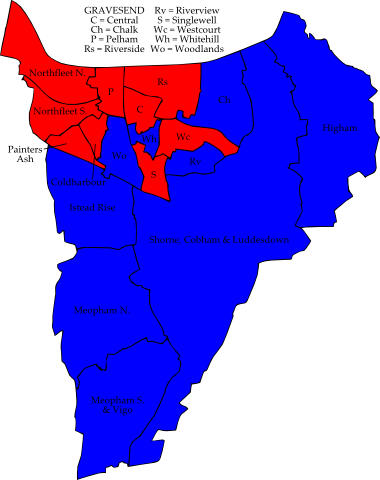 GRAVESEND Rv = Riverview
C = Central S = Singlewell
Ch = Chalk Wc = Westcourt
P = Pelham Wh = Whitehill
Rs = Riverside Wo = Woodlands
Northfleet N.
P
Rs
Ch
Northfleet S.
C
Higham
Wh
Wc
Painters
Ash
Wo
Rv
Coldharbour
S
Istead Rise
Shorne, Cobham & Luddesdown
Meopham N.
Meopham S.
& Vigo